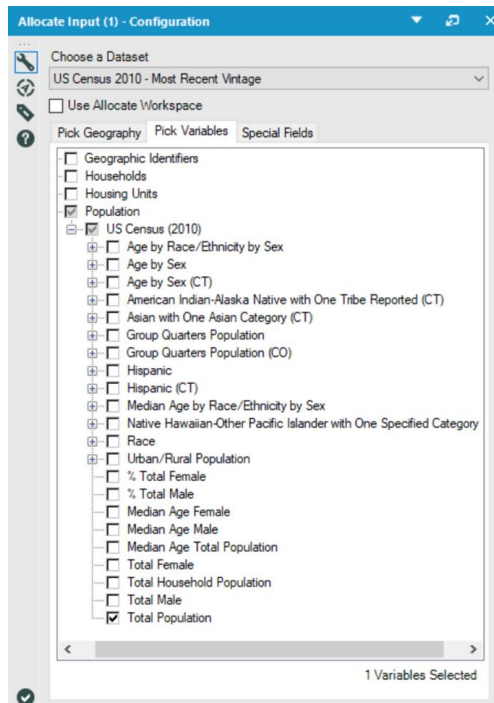 Allocate Input (1) - Configuration
Choose a Dataset
US Census 2010 - Most Recent Vintage
Use Allocate Workspace
Pick Geography Pick Variables Special Fields
Geographic Identifiers
Households
Housing Units
Population
US Census (2010)
Age by Race/Ethnicity by Sex
Age by Sex
Age by Sex (CT)
American Indian-Alaska Native with One Tribe Reported (CT)
Asian with One Asian Category (CT)
Group Quarters Population
Group Quarters Population (CO)
Hispanic
Hispanic (CT)
Median Age by Race/Ethnicity by Sex
Native Hawaiian-Other Pacific Islander with One Specified Category
Race
Urban/Rural Population
% Total Female
% Total Male
Median Age Female
Median Age Male
Median Age Total Population
Total Female
Total Household Population
Total Male
Total Population
1 Variables Selected